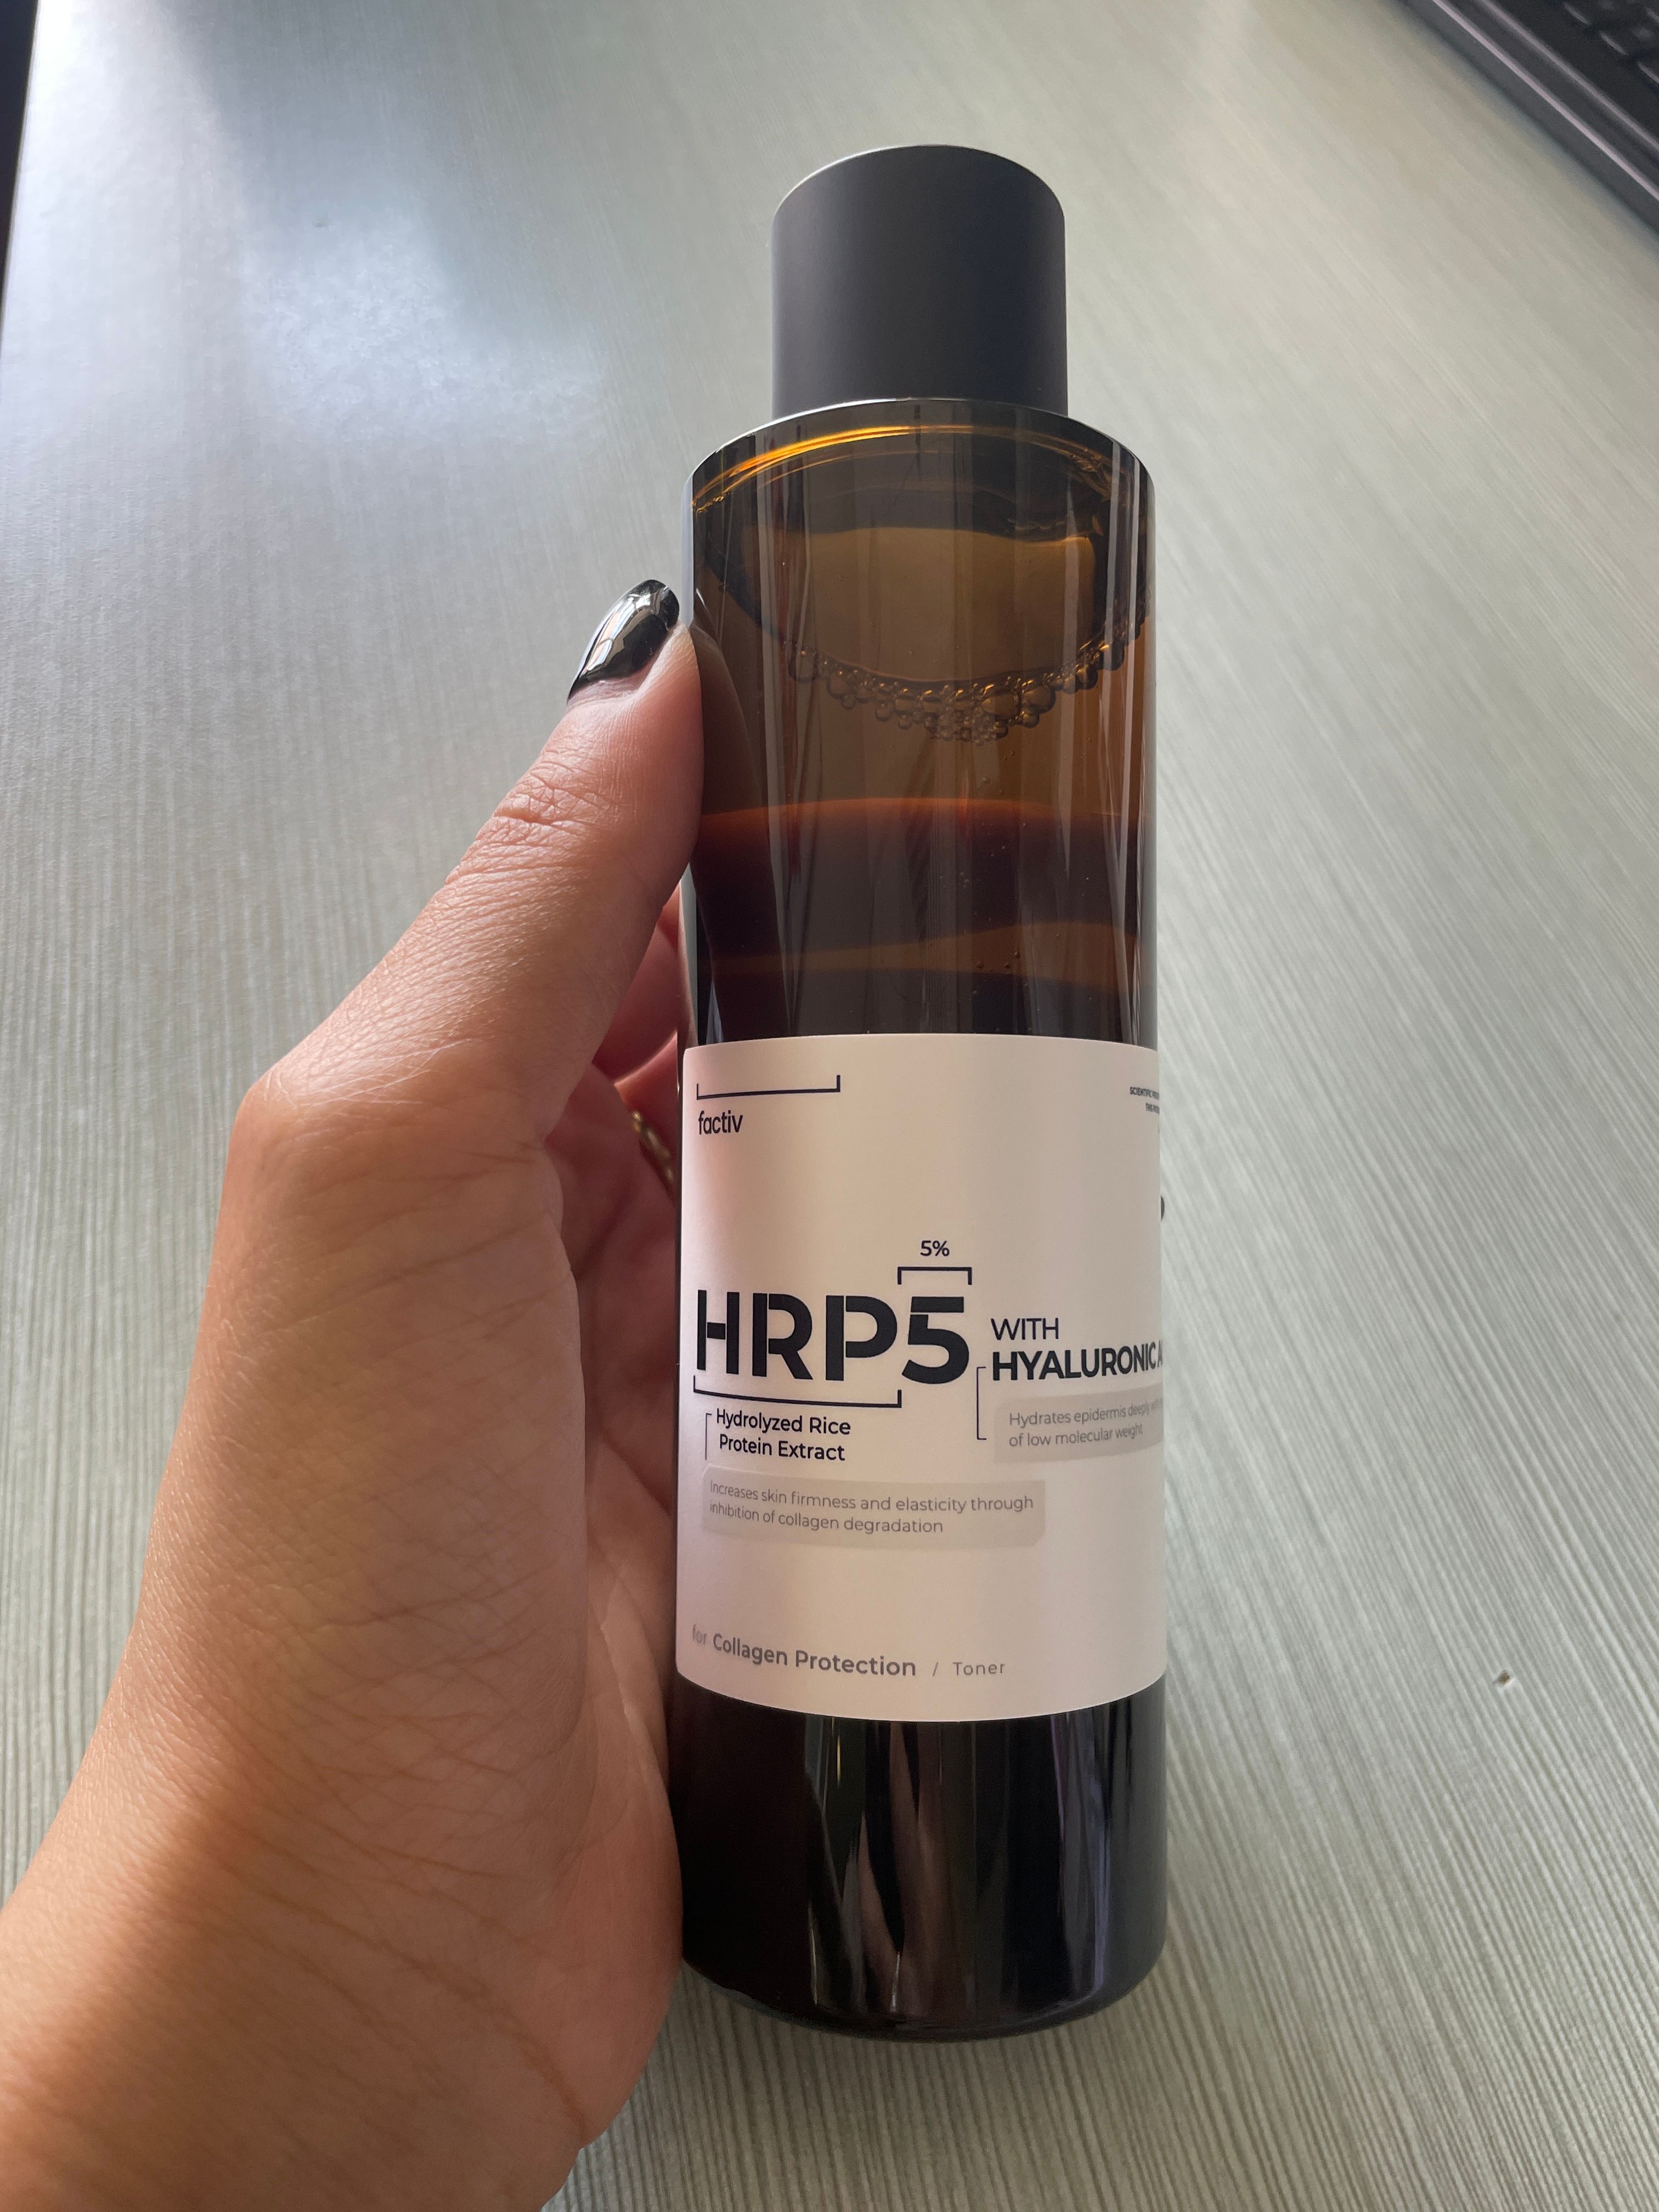 factiv
SCIENTIFIC
5%
HRP5
WITH
HYALURONIC
Hydrates epidermis deeply
of low molecular weight
Hydrolyzed Rice
Protein Extract
Increases skin firmness and elasticity through
inhibition of collagen degradation
for Collagen Protection / Toner